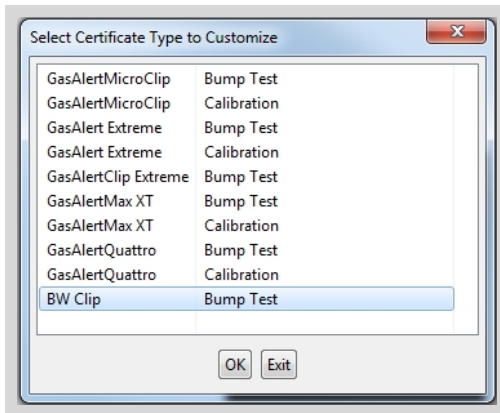 Select Certificate Type to Customize
GasAlertMicroClip Bump Test
GasAlertMicroClip Calibration
GasAlert Extreme Bump Test
GasAlert Extreme Calibration
GasAlertClip Extreme Bump Test
GasAlertMax XT Bump Test
GasAlertMax XT Calibration
GasAlertQuattro Bump Test
GasAlertQuattro Calibration
BW Clip Bump Test
OK Exit